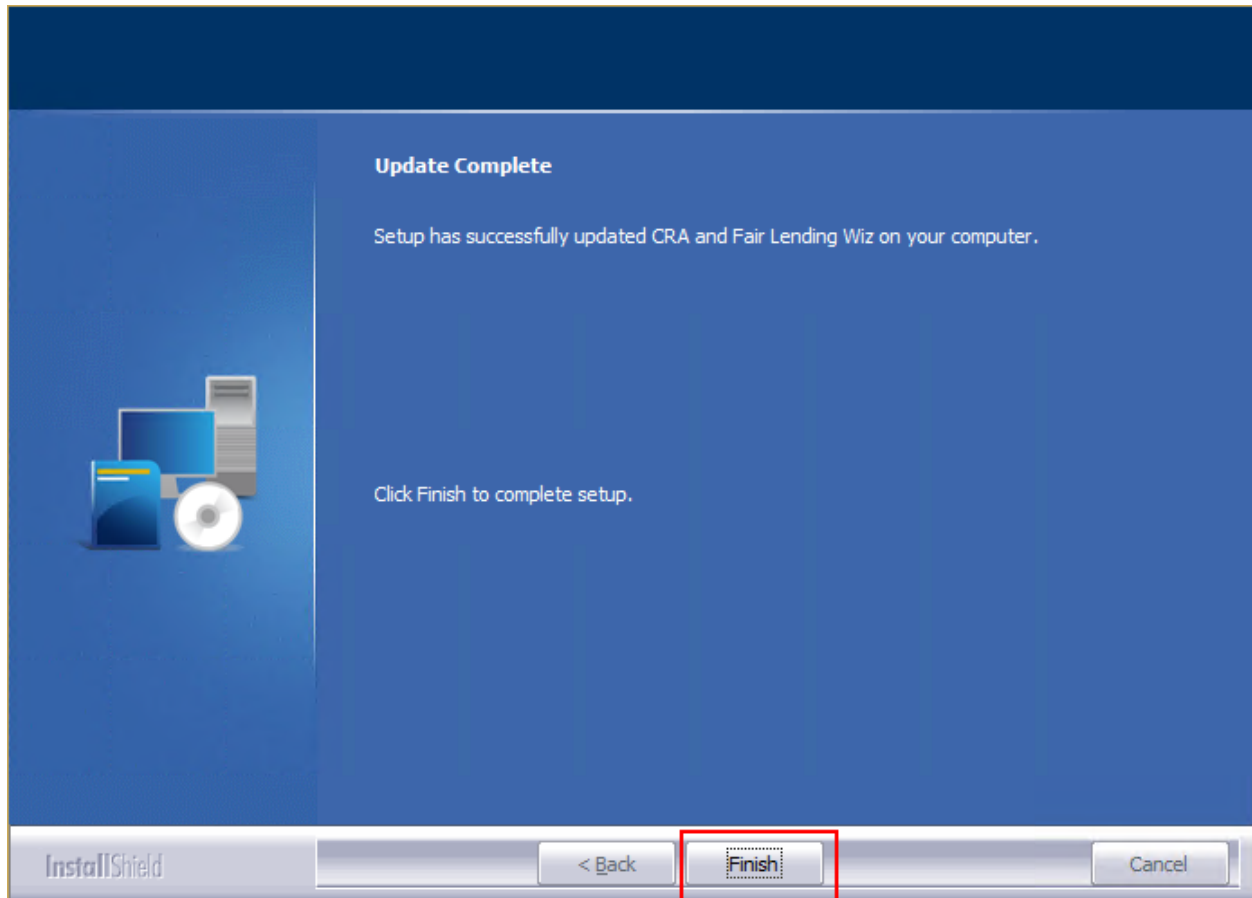 Update Complete
Setup has successfully updated CRA and Fair Lending Wiz on your computer.
Click Finish to complete setup.
InstallShield
< Back
Finish
Cancel